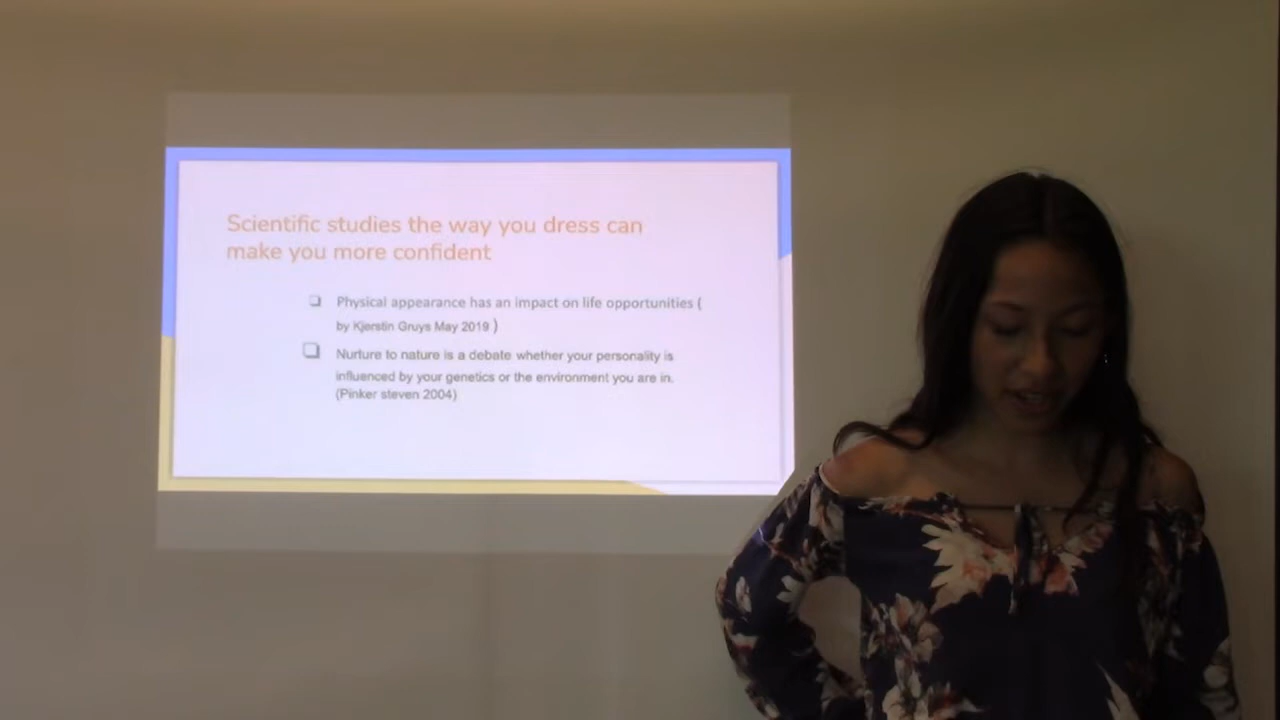 Scientific studies the way you dress can
make you more confident
Physical appearance has an impact on life opportunities (
by Kjerstin Gruys May 2019 )
Nurture to nature is a debate whether your personality is
influenced by your genetics or the environment you are in.
(Pinker steven 2004)